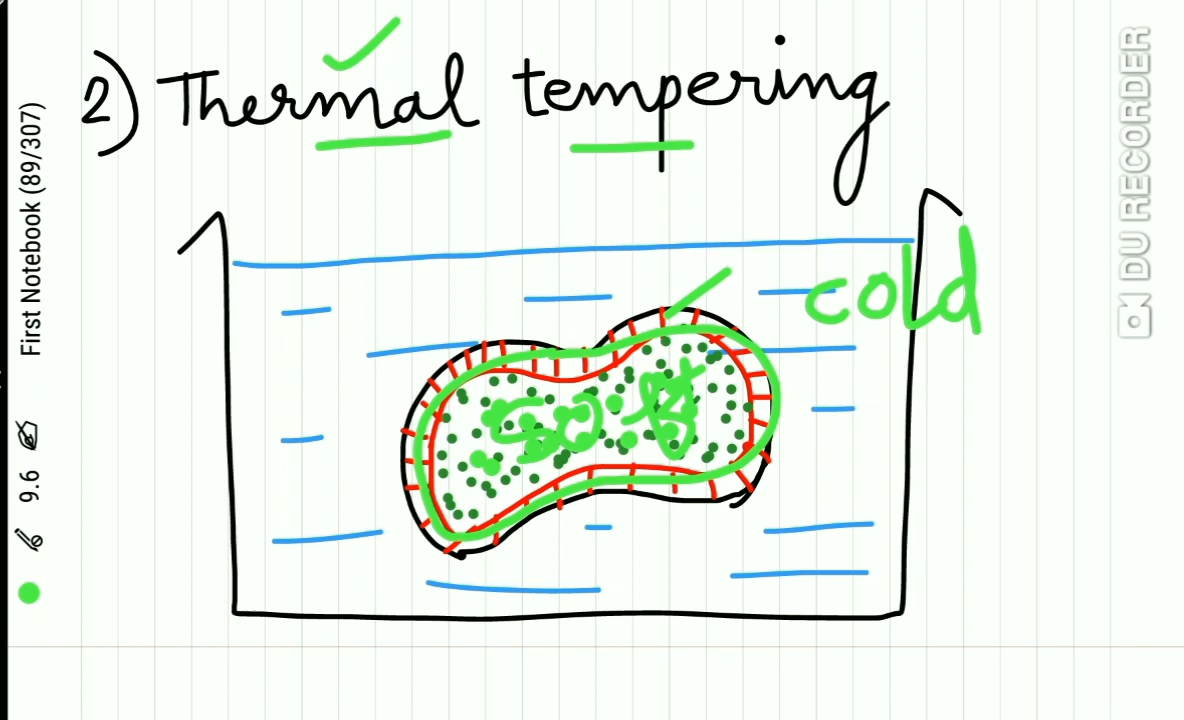 2) Thermal tempering
cold
First Notebook (89/307)
9.6
DU RECORDER